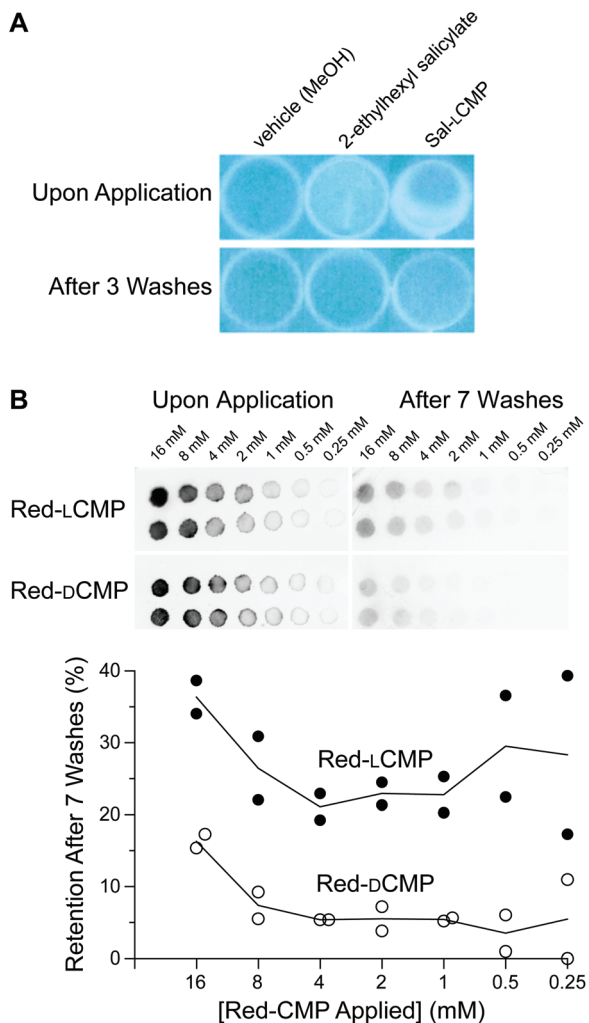 A
vehicle (MeOH)
2-ethylhexyl salicylate
Sal-LCMP
Upon Application
After 3 Washes
B
Upon Application
After 7 Washes
16 mM
8 mM
4 mM
2 mM
1 mM
0.5 mM
0.25 mM
16 mM
8 mM
4 mM
2 mM
1 mM
0.5 mM
0.25 mM
Red-LCMP
Red-DCMP
Retention After 7 Washes (%)
40
30
20
10
0
Red-LCMP
Red-DCMP
16 8 4 2 1 0.5 0.25
[Red-CMP Applied] (mM)